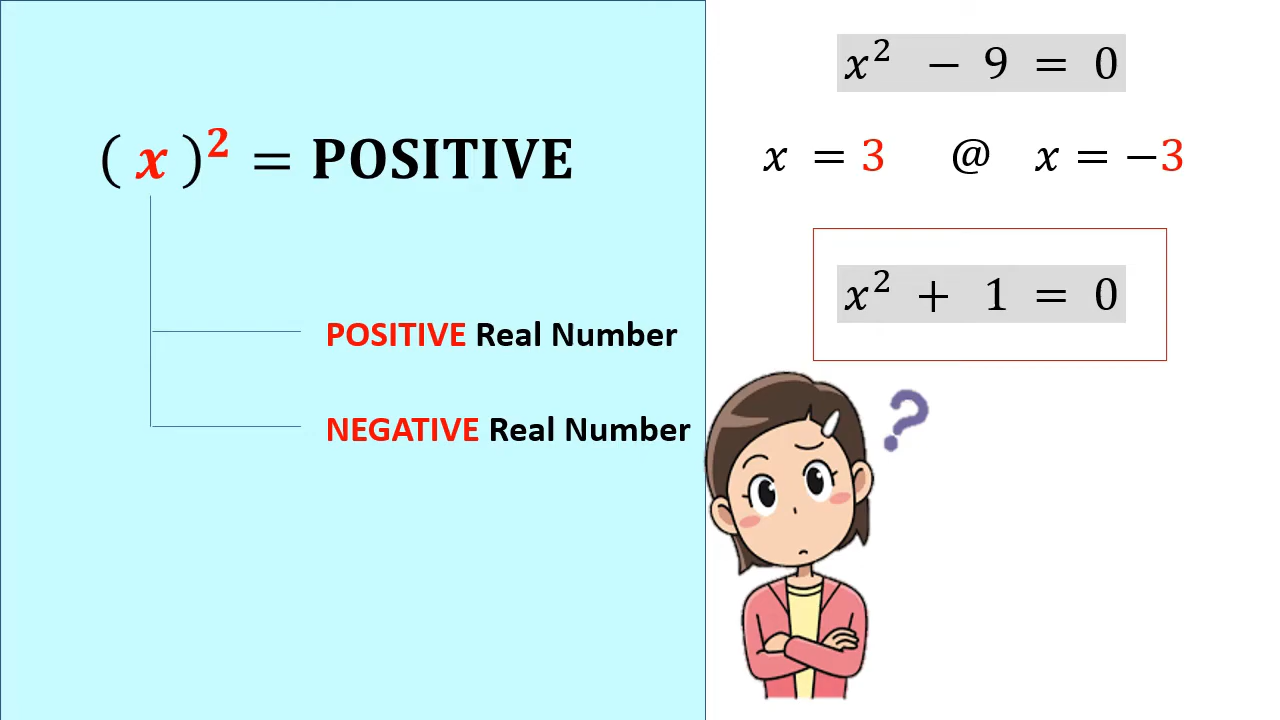 ( x )² = POSITIVE
POSITIVE Real Number
NEGATIVE Real Number
x² − 9 = 0
x = 3 @ x = −3
x² + 1 = 0
?